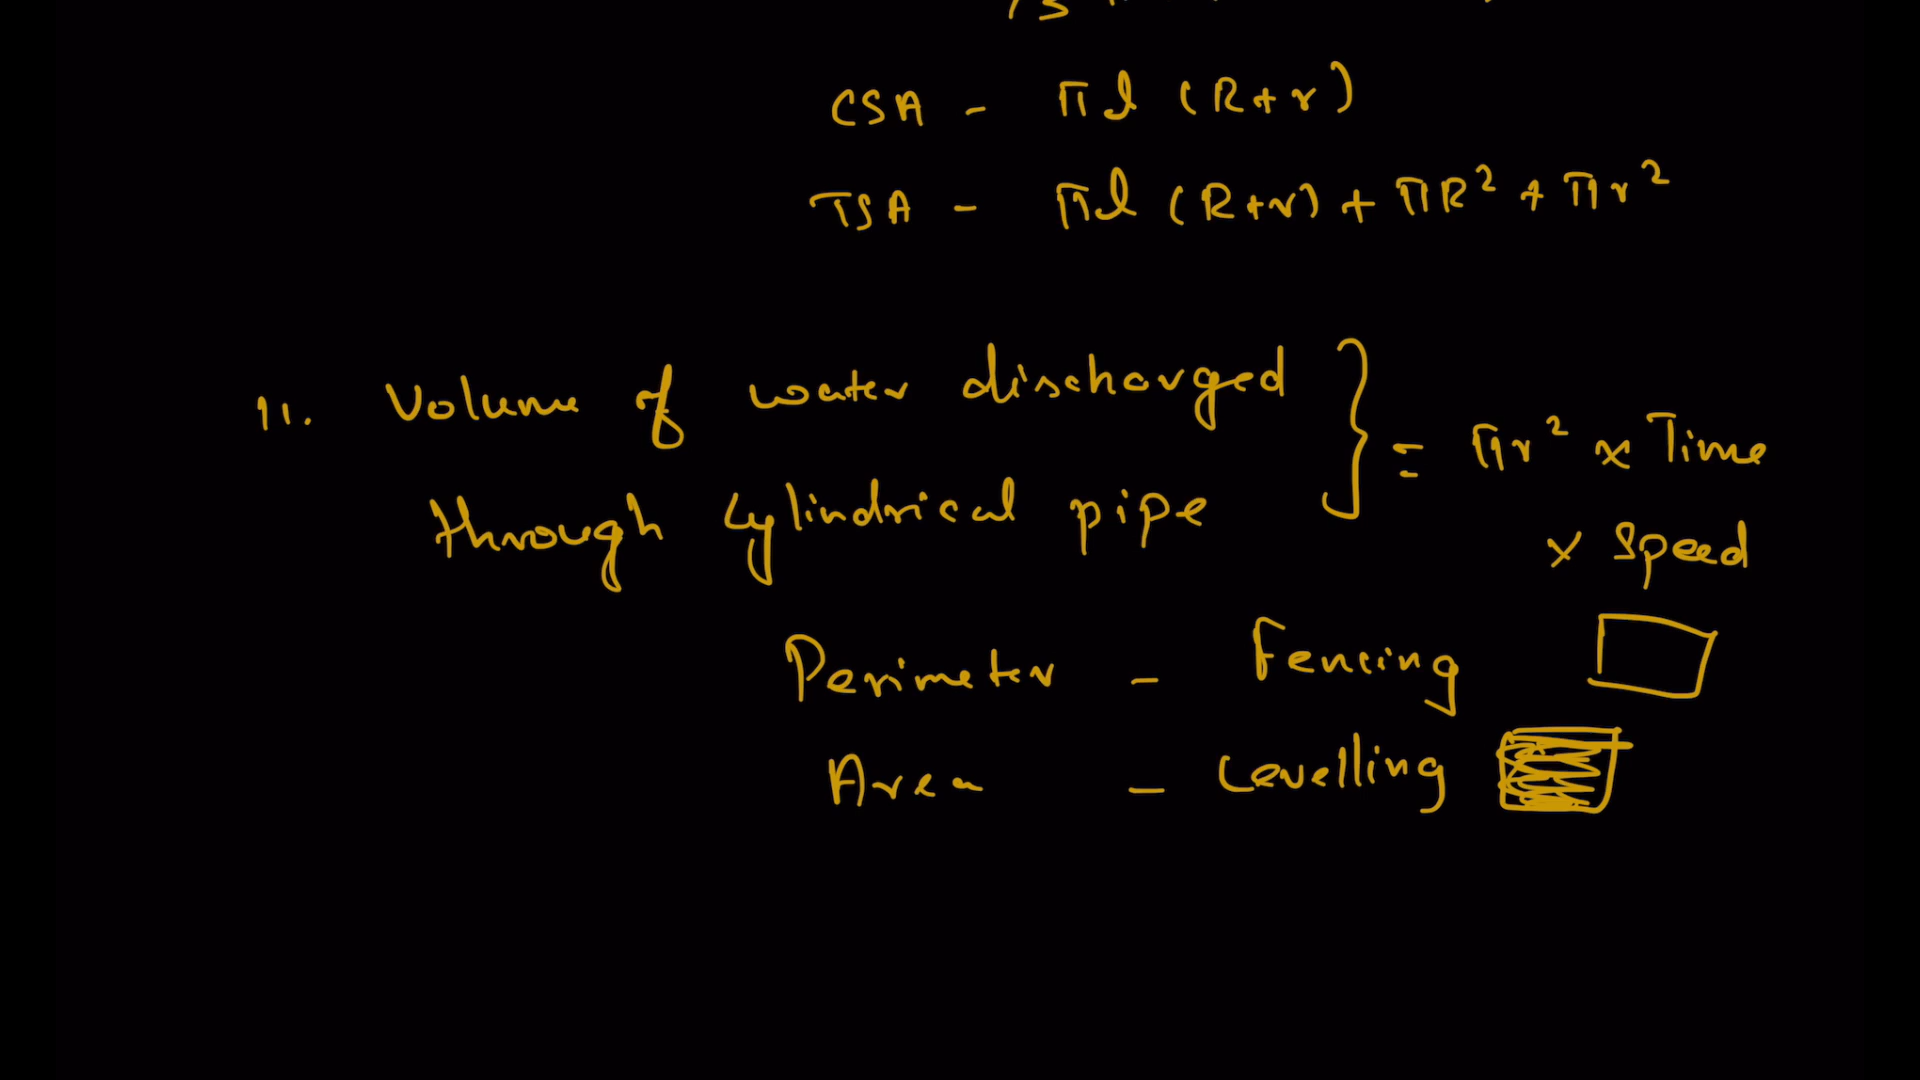 CSA - πl (R+r)
TSA - πl (R+r) + πR² + πr²
11. Volume of water discharged
through cylindrical pipe } = πr² x Time
x Speed
Perimeter - Fencing
Area - Levelling